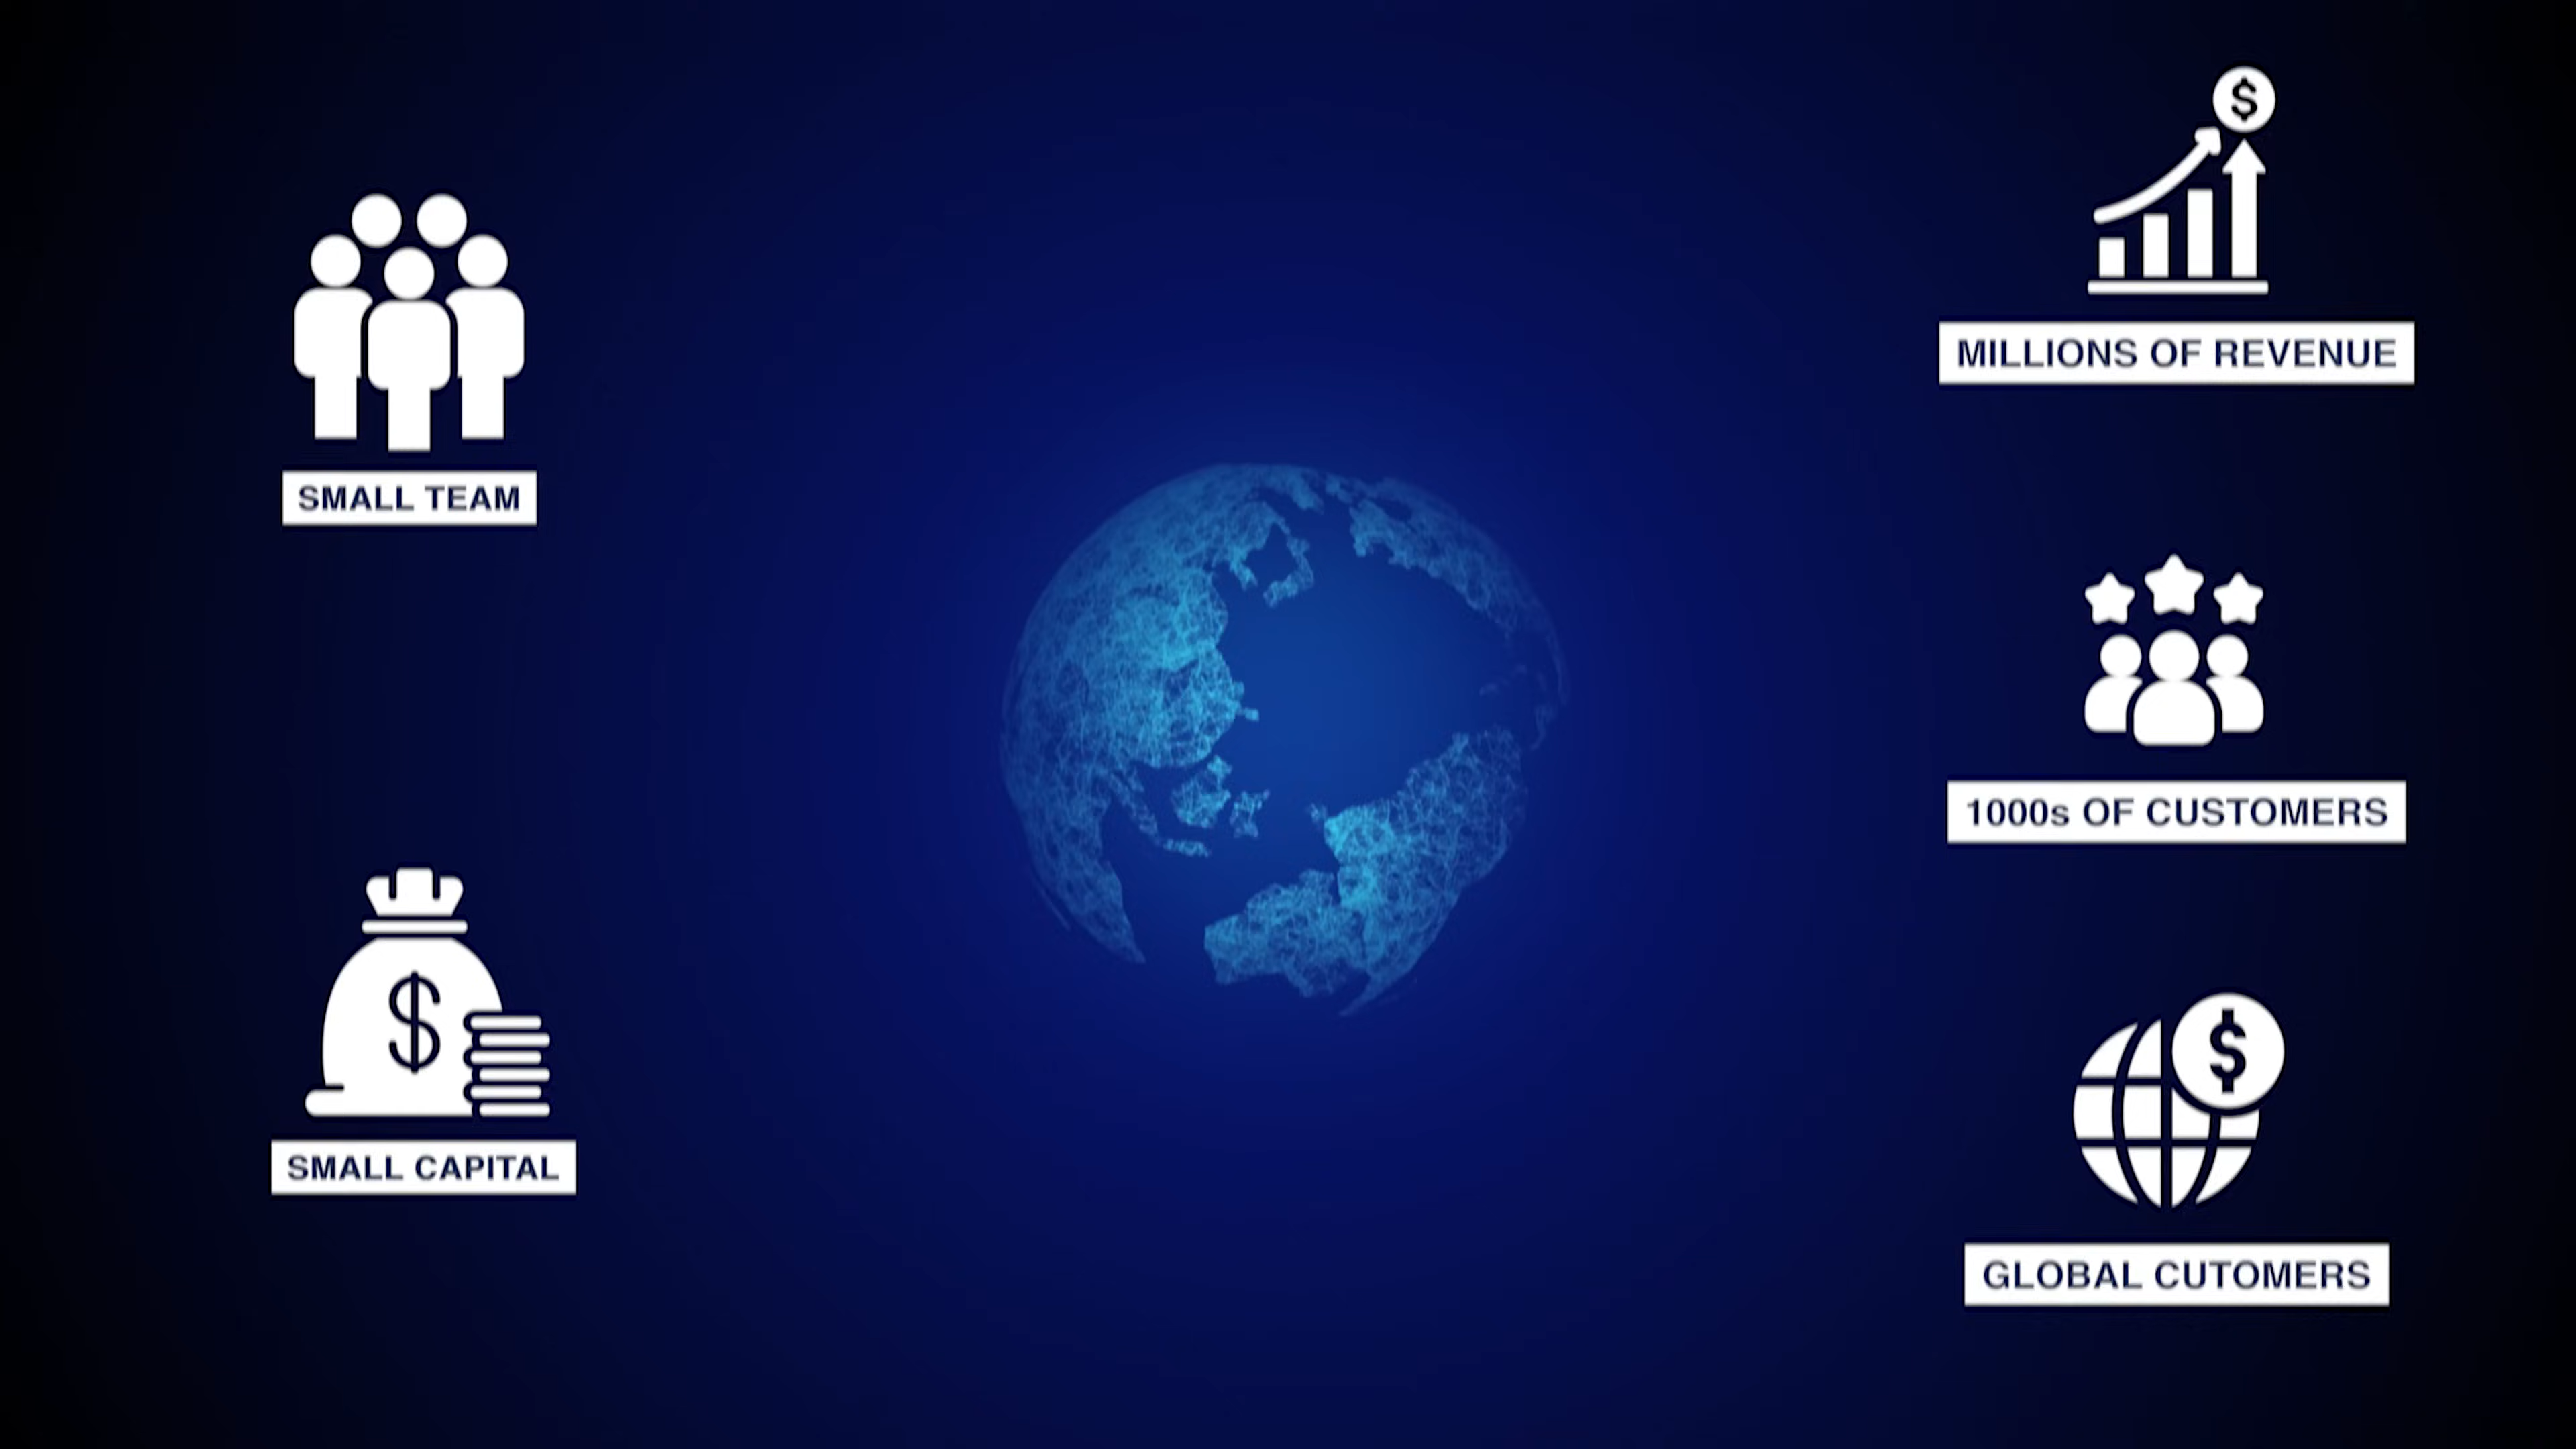 SMALL TEAM
SMALL CAPITAL
$
$
MILLIONS OF REVENUE
1000s OF CUSTOMERS
$
GLOBAL CUTOMERS